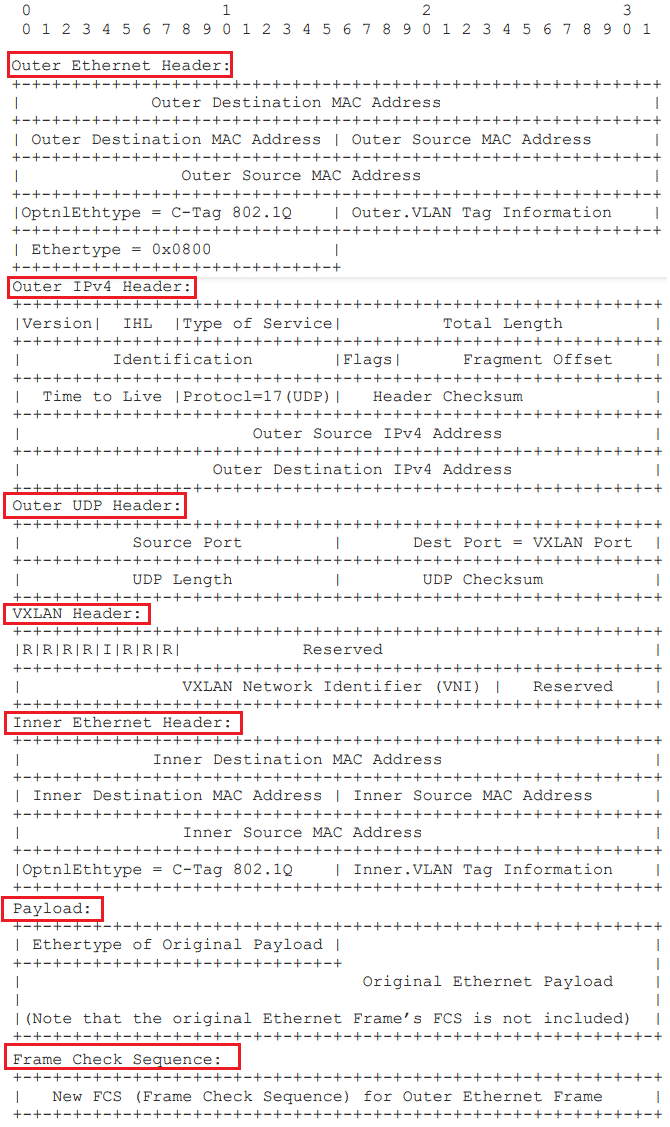 0                   1                   2                   3
0 1 2 3 4 5 6 7 8 9 0 1 2 3 4 5 6 7 8 9 0 1 2 3 4 5 6 7 8 9 0 1
Outer Ethernet Header:
+-+-+-+-+-+-+-+-+-+-+-+-+-+-+-+-+-+-+-+-+-+-+-+-+-+-+-+-+-+-+-+-+
|             Outer Destination MAC Address                     |
+-+-+-+-+-+-+-+-+-+-+-+-+-+-+-+-+-+-+-+-+-+-+-+-+-+-+-+-+-+-+-+-+
| Outer Destination MAC Address | Outer Source MAC Address      |
+-+-+-+-+-+-+-+-+-+-+-+-+-+-+-+-+-+-+-+-+-+-+-+-+-+-+-+-+-+-+-+-+
|                Outer Source MAC Address                       |
+-+-+-+-+-+-+-+-+-+-+-+-+-+-+-+-+-+-+-+-+-+-+-+-+-+-+-+-+-+-+-+-+
|OptnlEthtype = C-Tag 802.1Q    | Outer.VLAN Tag Information    |
+-+-+-+-+-+-+-+-+-+-+-+-+-+-+-+-+-+-+-+-+-+-+-+-+-+-+-+-+-+-+-+-+
| Ethertype = 0x0800            |
+-+-+-+-+-+-+-+-+-+-+-+-+-+-+-+-+
Outer IPv4 Header:
+-+-+-+-+-+-+-+-+-+-+-+-+-+-+-+-+-+-+-+-+-+-+-+-+-+-+-+-+-+-+-+-+
|Version|  IHL  |Type of Service|          Total Length         |
+-+-+-+-+-+-+-+-+-+-+-+-+-+-+-+-+-+-+-+-+-+-+-+-+-+-+-+-+-+-+-+-+
|         Identification        |Flags|      Fragment Offset    |
+-+-+-+-+-+-+-+-+-+-+-+-+-+-+-+-+-+-+-+-+-+-+-+-+-+-+-+-+-+-+-+-+
|  Time to Live |Protocl=17(UDP)|   Header Checksum             |
+-+-+-+-+-+-+-+-+-+-+-+-+-+-+-+-+-+-+-+-+-+-+-+-+-+-+-+-+-+-+-+-+
|                       Outer Source IPv4 Address               |
+-+-+-+-+-+-+-+-+-+-+-+-+-+-+-+-+-+-+-+-+-+-+-+-+-+-+-+-+-+-+-+-+
|                   Outer Destination IPv4 Address              |
+-+-+-+-+-+-+-+-+-+-+-+-+-+-+-+-+-+-+-+-+-+-+-+-+-+-+-+-+-+-+-+-+
Outer UDP Header:
+-+-+-+-+-+-+-+-+-+-+-+-+-+-+-+-+-+-+-+-+-+-+-+-+-+-+-+-+-+-+-+-+
|           Source Port         |       Dest Port = VXLAN Port  |
+-+-+-+-+-+-+-+-+-+-+-+-+-+-+-+-+-+-+-+-+-+-+-+-+-+-+-+-+-+-+-+-+
|           UDP Length          |        UDP Checksum           |
+-+-+-+-+-+-+-+-+-+-+-+-+-+-+-+-+-+-+-+-+-+-+-+-+-+-+-+-+-+-+-+-+
VXLAN Header:
+-+-+-+-+-+-+-+-+-+-+-+-+-+-+-+-+-+-+-+-+-+-+-+-+-+-+-+-+-+-+-+-+
|R|R|R|R|I|R|R|R|            Reserved                           |
+-+-+-+-+-+-+-+-+-+-+-+-+-+-+-+-+-+-+-+-+-+-+-+-+-+-+-+-+-+-+-+-+
|                VXLAN Network Identifier (VNI) |   Reserved    |
+-+-+-+-+-+-+-+-+-+-+-+-+-+-+-+-+-+-+-+-+-+-+-+-+-+-+-+-+-+-+-+-+
Inner Ethernet Header:
+-+-+-+-+-+-+-+-+-+-+-+-+-+-+-+-+-+-+-+-+-+-+-+-+-+-+-+-+-+-+-+-+
|             Inner Destination MAC Address                     |
+-+-+-+-+-+-+-+-+-+-+-+-+-+-+-+-+-+-+-+-+-+-+-+-+-+-+-+-+-+-+-+-+
| Inner Destination MAC Address | Inner Source MAC Address      |
+-+-+-+-+-+-+-+-+-+-+-+-+-+-+-+-+-+-+-+-+-+-+-+-+-+-+-+-+-+-+-+-+
|                Inner Source MAC Address                       |
+-+-+-+-+-+-+-+-+-+-+-+-+-+-+-+-+-+-+-+-+-+-+-+-+-+-+-+-+-+-+-+-+
|OptnlEthtype = C-Tag 802.1Q    | Inner.VLAN Tag Information    |
+-+-+-+-+-+-+-+-+-+-+-+-+-+-+-+-+-+-+-+-+-+-+-+-+-+-+-+-+-+-+-+-+
Payload:
+-+-+-+-+-+-+-+-+-+-+-+-+-+-+-+-+-+-+-+-+-+-+-+-+-+-+-+-+-+-+-+-+
| Ethertype of Original Payload |                               |
+-+-+-+-+-+-+-+-+-+-+-+-+-+-+-+-+                               |
|                                  Original Ethernet Payload    |
|                                                               |
|(Note that the original Ethernet Frame’s FCS is not included)  |
+-+-+-+-+-+-+-+-+-+-+-+-+-+-+-+-+-+-+-+-+-+-+-+-+-+-+-+-+-+-+-+-+
Frame Check Sequence:
+-+-+-+-+-+-+-+-+-+-+-+-+-+-+-+-+-+-+-+-+-+-+-+-+-+-+-+-+-+-+-+-+
|   New FCS (Frame Check Sequence) for Outer Ethernet Frame     |
+-+-+-+-+-+-+-+-+-+-+-+-+-+-+-+-+-+-+-+-+-+-+-+-+-+-+-+-+-+-+-+-+